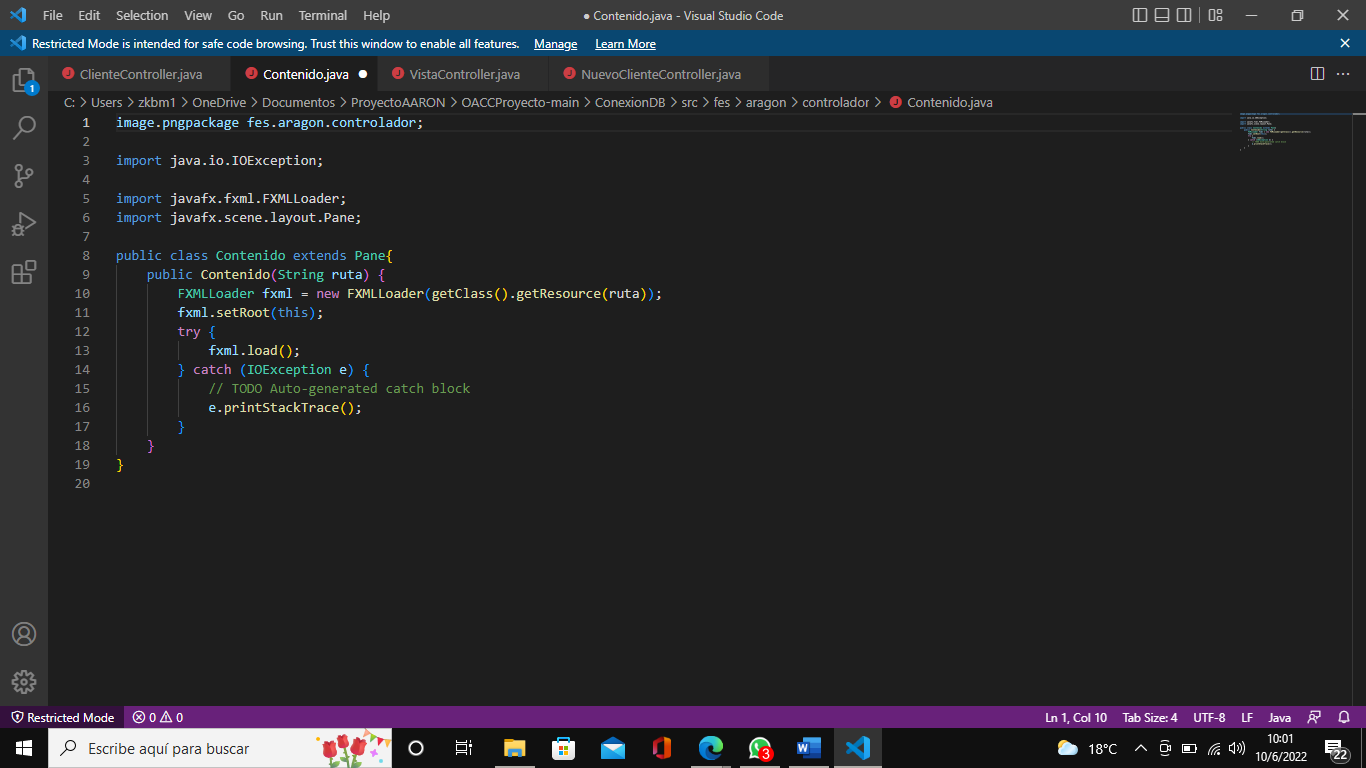 File Edit Selection View Go Run Terminal Help ● Contenido.java - Visual Studio Code
Restricted Mode is intended for safe code browsing. Trust this window to enable all features. Manage Learn More
ClienteController.java Contenido.java ● VistaController.java NuevoClienteController.java
C: > Users > zkbm1 > OneDrive > Documentos > ProyectoAARON > OACCProyecto-main > ConexionDB > src > fes > aragon > controlador > Contenido.java
1 image.pngpackage fes.aragon.controlador;
2
3 import java.io.IOException;
4
5 import javafx.fxml.FXMLLoader;
6 import javafx.scene.layout.Pane;
7
8 public class Contenido extends Pane{
9 public Contenido(String ruta) {
10 FXMLLoader fxml = new FXMLLoader(getClass().getResource(ruta));
11 fxml.setRoot(this);
12 try {
13 fxml.load();
14 } catch (IOException e) {
15 // TODO Auto-generated catch block
16 e.printStackTrace();
17 }
18 }
19 }
20
1
Restricted Mode 0 0 Ln 1, Col 10 Tab Size: 4 UTF-8 LF Java
Escribe aquí para buscar 3 18°C 10:01
10/6/2022 22